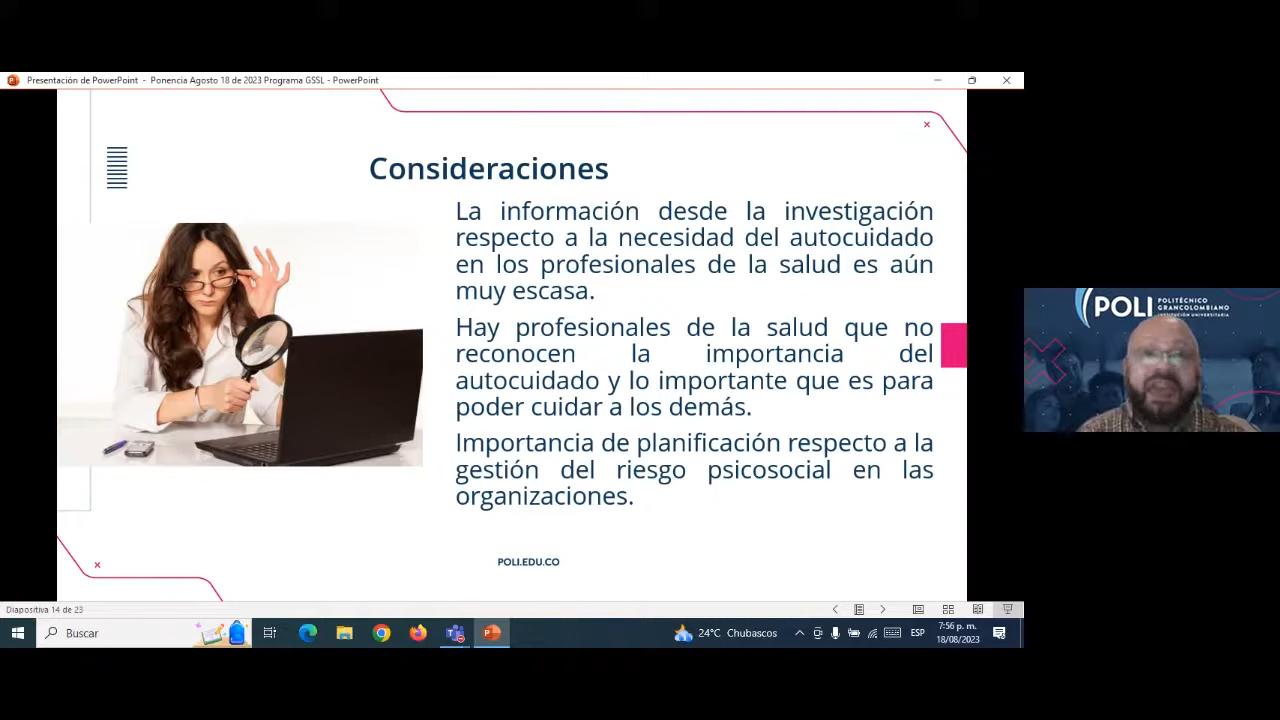 Presentación de PowerPoint - Ponencia Agosto 18 de 2023 Programa GSSL - PowerPoint
Consideraciones
La información desde la investigación
respecto a la necesidad del autocuidado
en los profesionales de la salud es aún
muy escasa.
Hay profesionales de la salud que no
reconocen la importancia del
autocuidado y lo importante que es para
poder cuidar a los demás.
Importancia de planificación respecto a la
gestión del riesgo psicosocial en las
organizaciones.
POLI.EDU.CO
POLI
POLITÉCNICO
GRANCOLOMBIANO
INSTITUCIÓN UNIVERSITARIA
Diapositiva 14 de 23
Buscar
24°C Chubascos
ESP
7:56 p. m.
18/08/2023